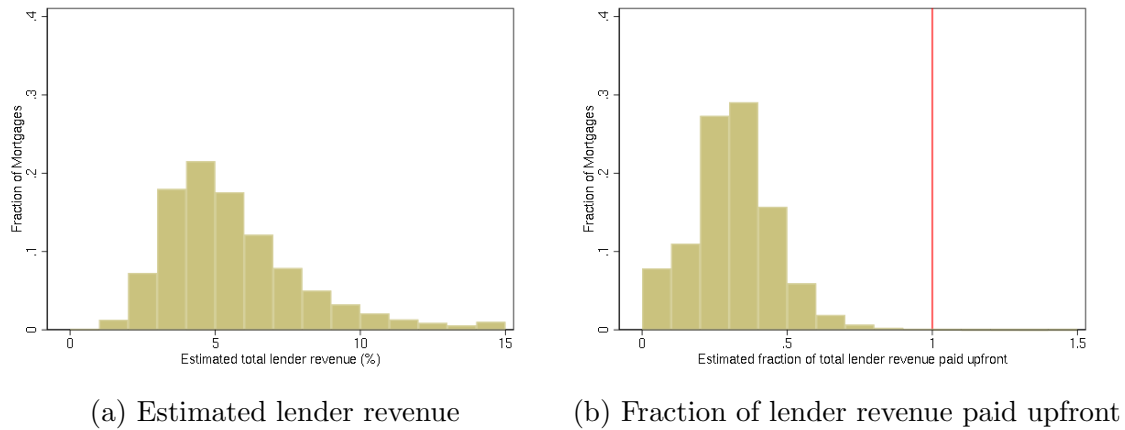 Fraction of Mortgages
.4
.3
.2
.1
0
0 5 10 15
Estimated total lender revenue (%)
(a) Estimated lender revenue
Fraction of Mortgages
.4
.3
.2
.1
0
0 .5 1 1.5
Estimated fraction of total lender revenue paid upfront
(b) Fraction of lender revenue paid upfront